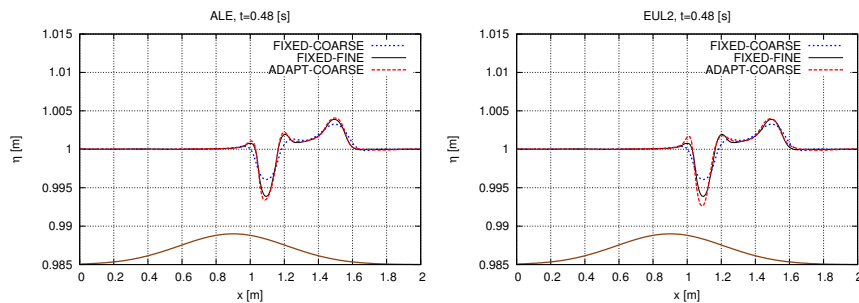 ALE, t=0.48 [s]
FIXED-COARSE
FIXED-FINE
ADAPT-COARSE
1.015
1.01
1.005
1
0.995
0.99
0.985
η [m]
0 0.2 0.4 0.6 0.8 1 1.2 1.4 1.6 1.8 2
x [m]
EUL2, t=0.48 [s]
FIXED-COARSE
FIXED-FINE
ADAPT-COARSE
1.015
1.01
1.005
1
0.995
0.99
0.985
η [m]
0 0.2 0.4 0.6 0.8 1 1.2 1.4 1.6 1.8 2
x [m]